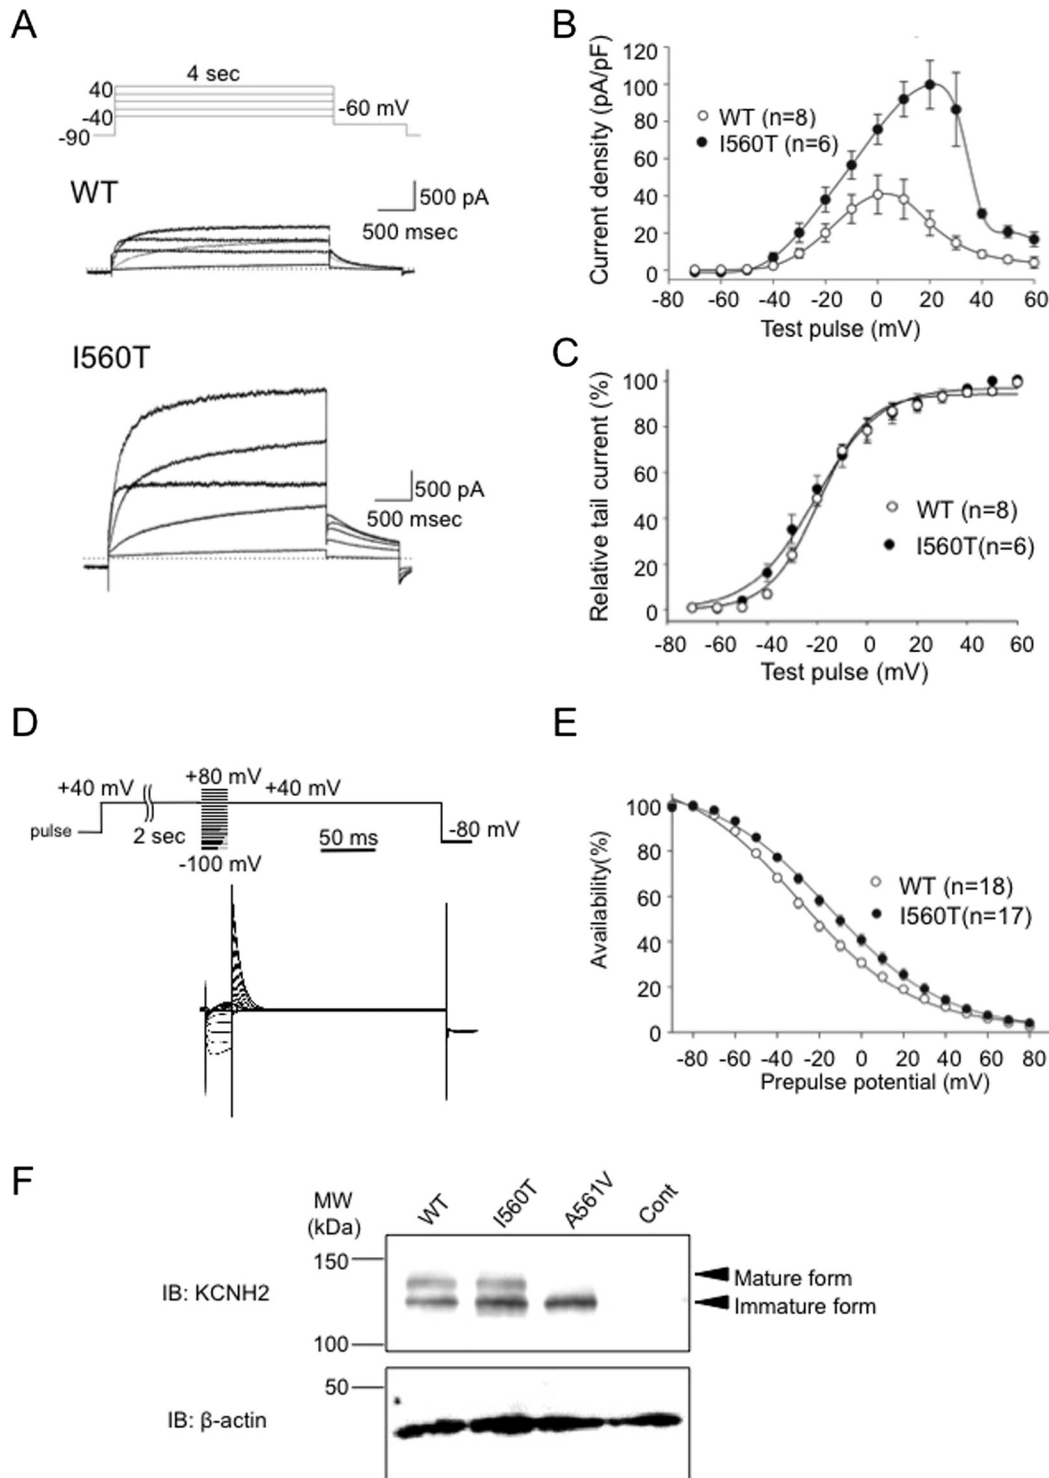 A
4 sec
40
-40
-90
-60 mV
WT
500 pA
500 msec
I560T
500 pA
500 msec
B
Current density (pA/pF)
120
100
80
60
40
20
0
WT (n=8)
I560T (n=6)
-80 -60 -40 -20 0 20 40 60
Test pulse (mV)
C
Relative tail current (%)
100
80
60
40
20
0
WT (n=8)
I560T(n=6)
-80 -60 -40 -20 0 20 40 60
Test pulse (mV)
D
+80 mV
+40 mV
+40 mV
pulse
2 sec
50 ms
-80 mV
-100 mV
E
Availability(%)
100
80
60
40
20
0
WT (n=18)
I560T(n=17)
-80 -60 -40 -20 0 20 40 60 80
Prepulse potential (mV)
F
MW
(kDa)
WT
I560T
A561V
Cont
150
IB: KCNH2
Mature form
Immature form
100
50
IB: β-actin